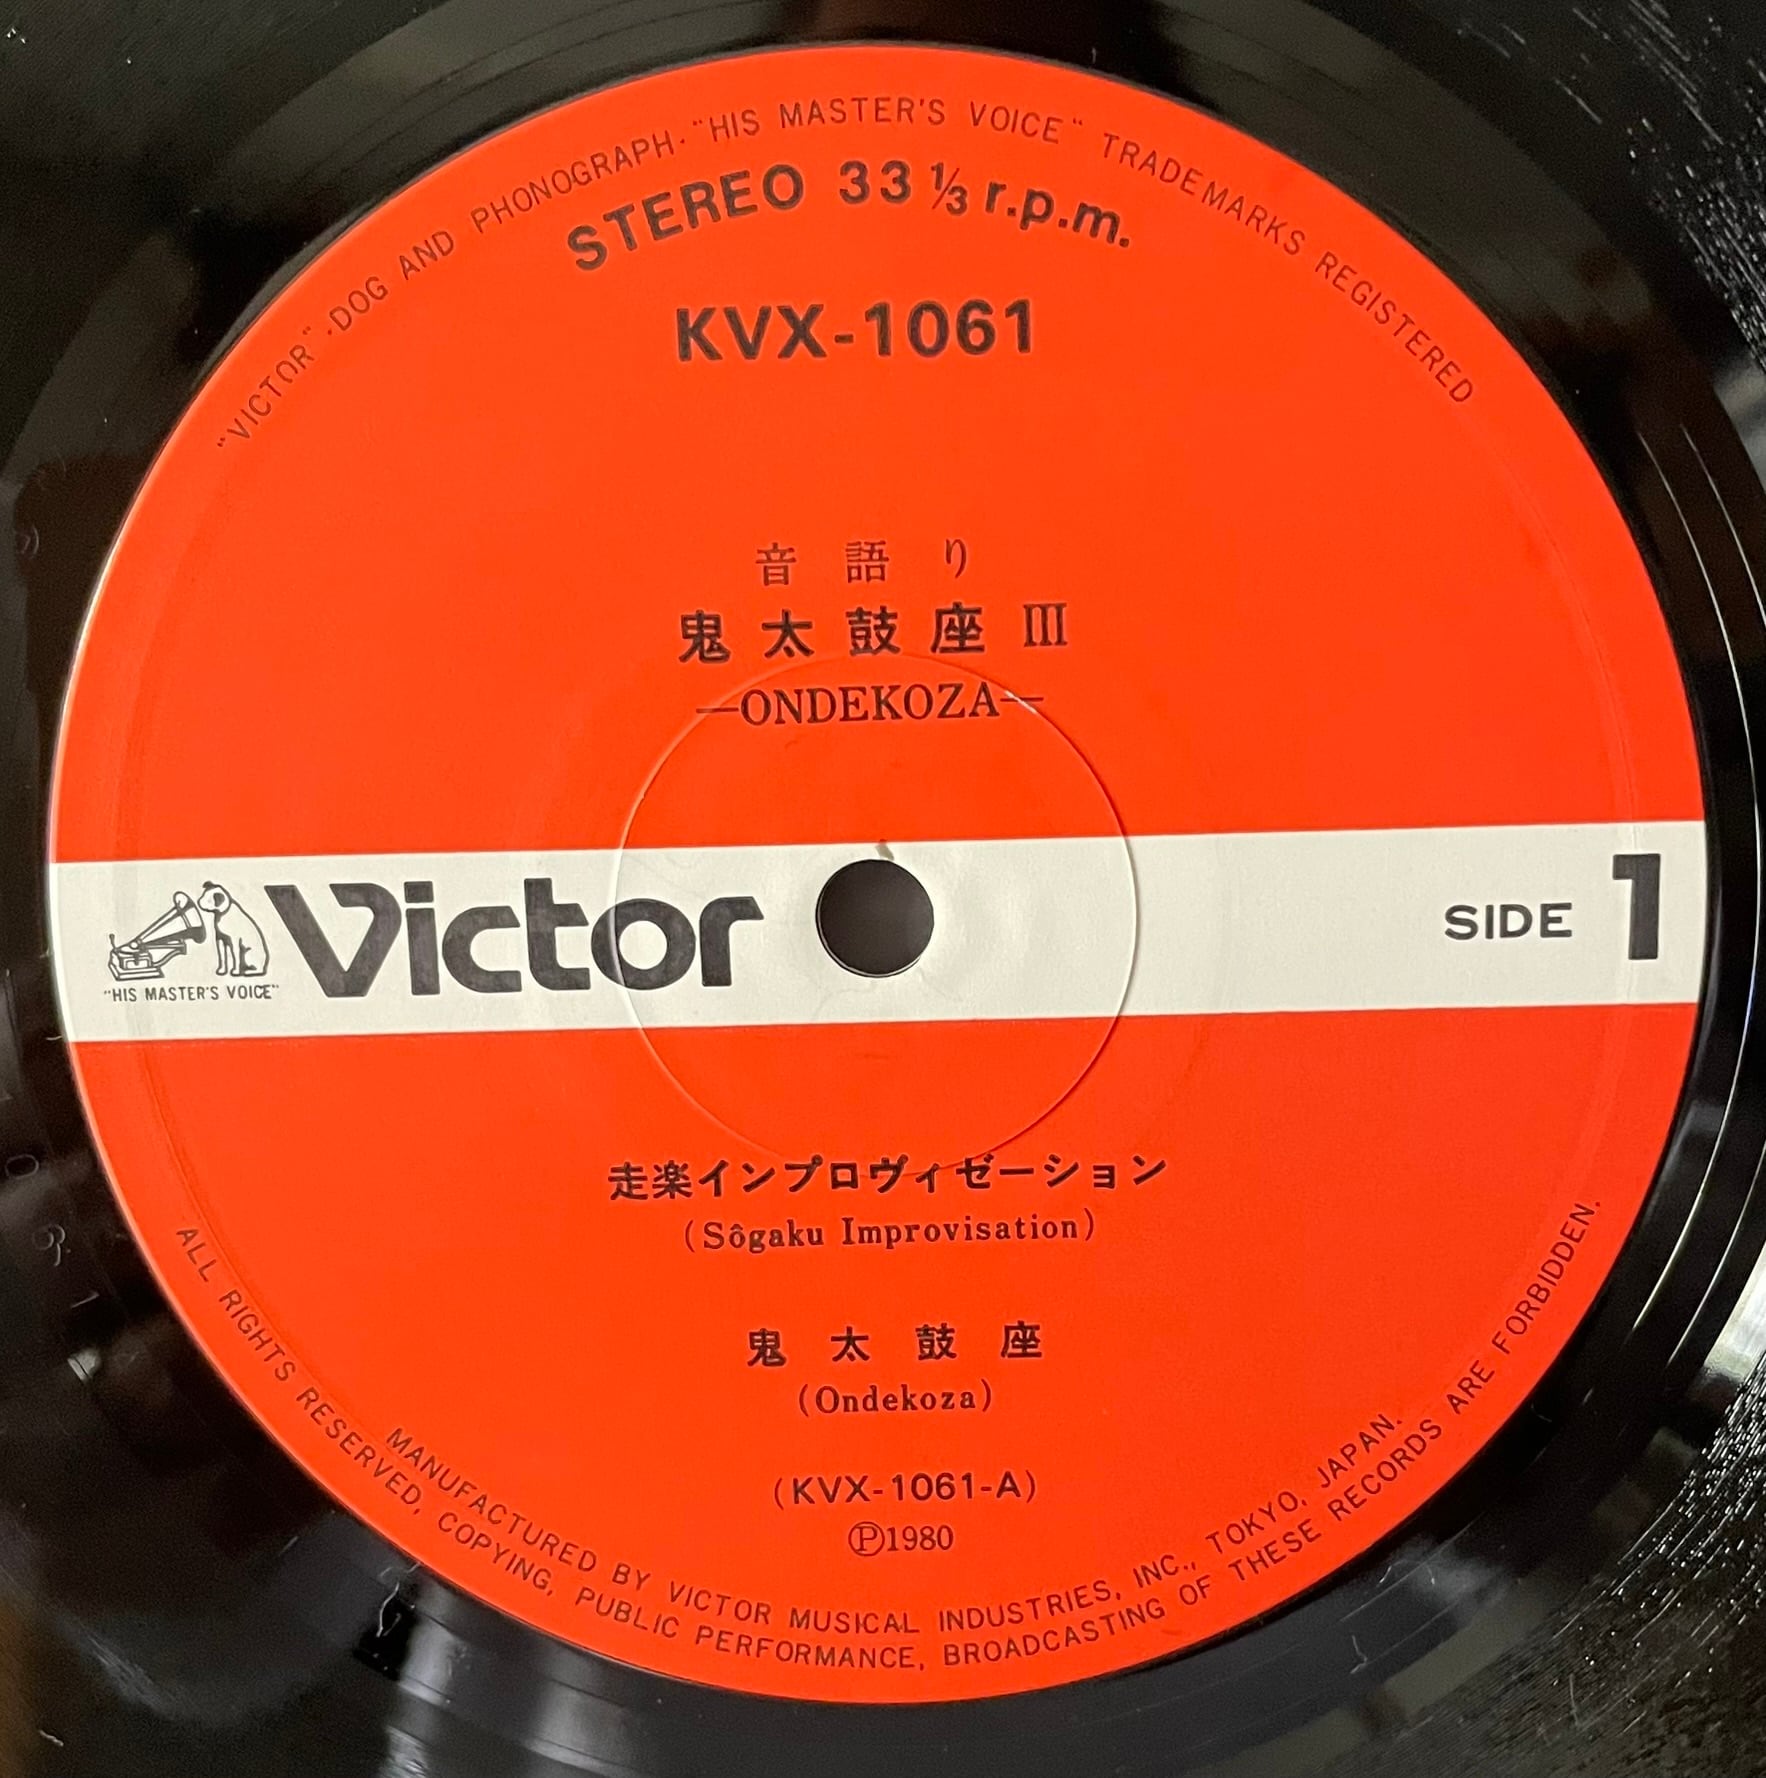 "VICTOR"·DOG AND PHONOGRAPH·"HIS MASTER'S VOICE" TRADEMARKS REGISTERED
STEREO 33 1/3 r.p.m.
KVX-1061
音語り
鬼太鼓座 III
—ONDEKOZA—
"HIS MASTER'S VOICE"
Victor
SIDE 1
走楽インプロヴィゼーション
(Sôgaku Improvisation)
鬼太鼓座
(Ondekoza)
(KVX-1061-A)
Ⓟ1980
MANUFACTURED BY VICTOR MUSICAL INDUSTRIES, INC., TOKYO, JAPAN.
ALL RIGHTS RESERVED, COPYING, PUBLIC PERFORMANCE, BROADCASTING OF THESE RECORDS ARE FORBIDDEN.